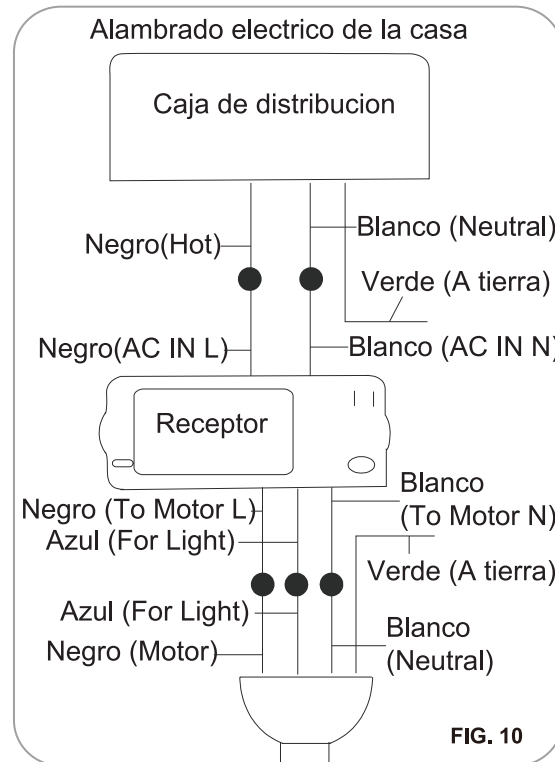 Alambrado electrico de la casa
Caja de distribucion
Negro(Hot)
Blanco (Neutral)
Verde (A tierra)
Negro(AC IN L)
Blanco (AC IN N)
Receptor
Negro (To Motor L)
Blanco
(To Motor N)
Azul (For Light)
Verde (A tierra)
Azul (For Light)
Negro (Motor)
Blanco
(Neutral)
FIG. 10